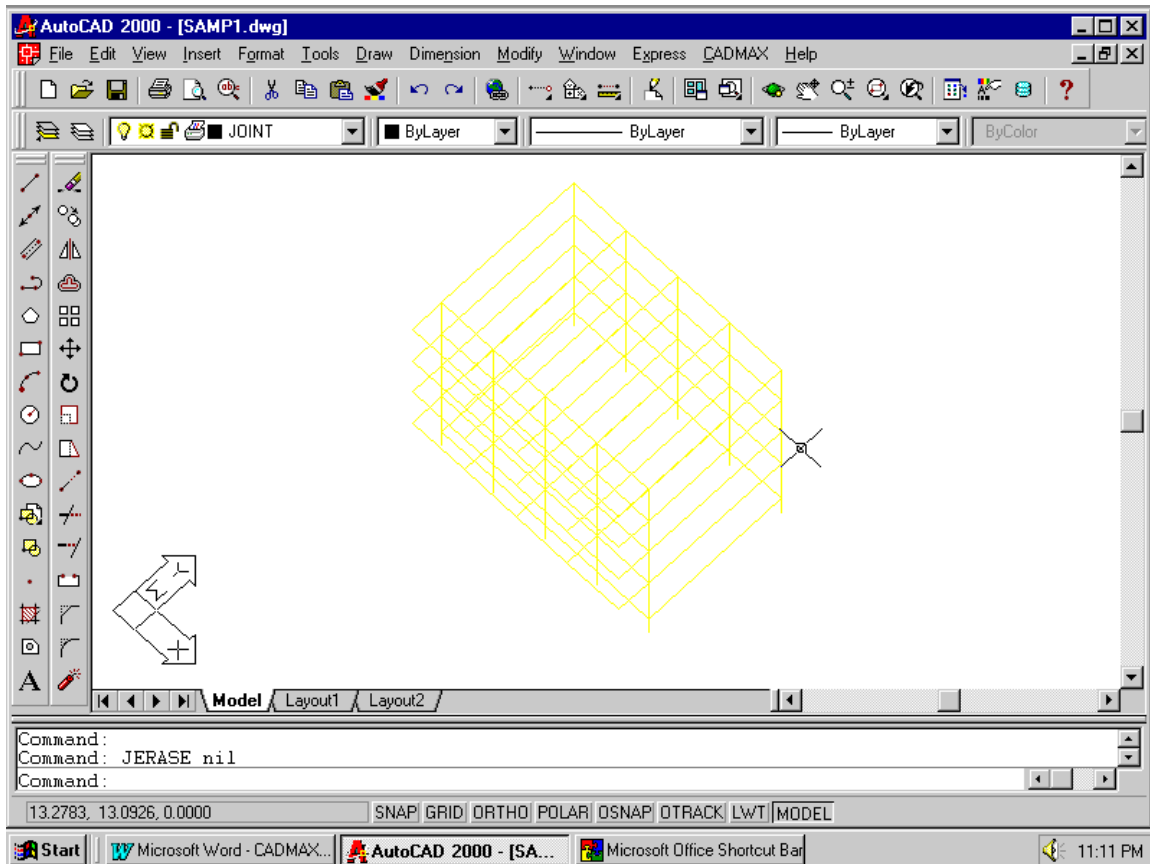 AutoCAD 2000 - [SAMP1.dwg]
File Edit View Insert Format Tools Draw Dimension Modify Window Express CADMAX Help
JOINT ByLayer ByLayer ByLayer ByColor
A
Model Layout1 Layout2
Command:
Command: JERASE nil
Command:
13.2783, 13.0926, 0.0000 SNAP GRID ORTHO POLAR OSNAP OTRACK LWT MODEL
Start Microsoft Word - CADMAX... AutoCAD 2000 - [SA... Microsoft Office Shortcut Bar 11:11 PM